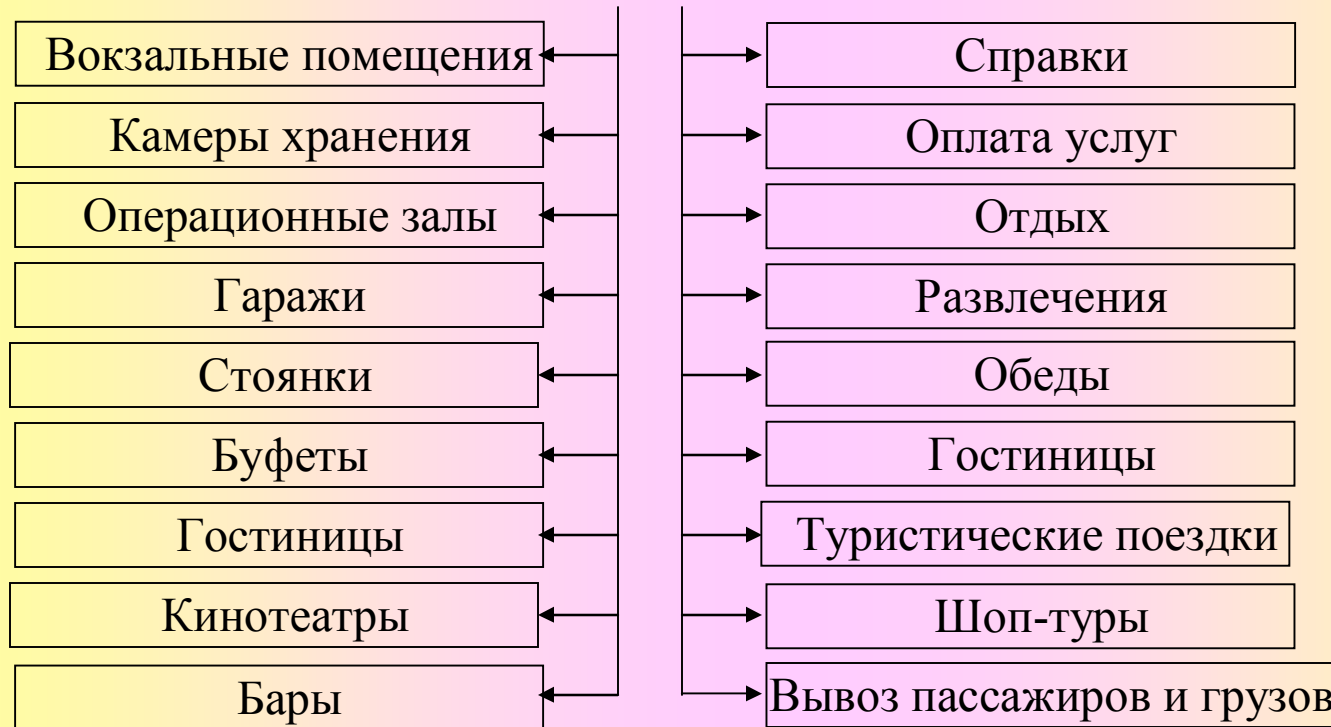 Вокзальные помещения
Камеры хранения
Операционные залы
Гаражи
Стоянки
Буфеты
Гостиницы
Кинотеатры
Бары
Справки
Оплата услуг
Отдых
Развлечения
Обеды
Гостиницы
Туристические поездки
Шоп-туры
Вывоз пассажиров и грузов